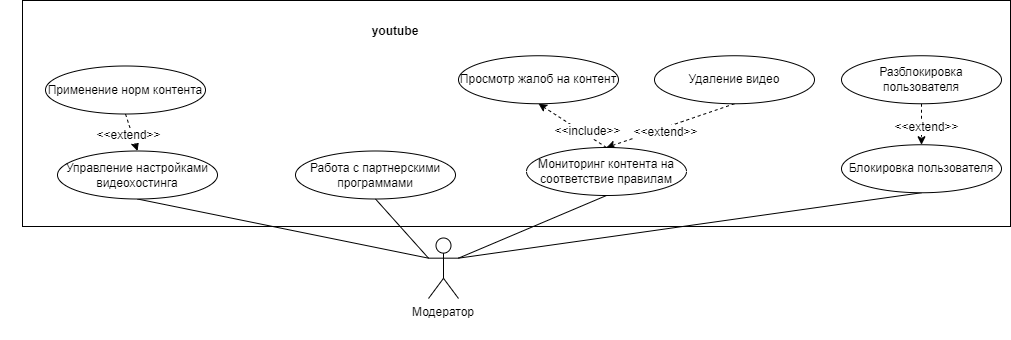 youtube
Применение норм контента
Просмотр жалоб на контент
Удаление видео
Разблокировка
пользователя
<<extend>>
<<include>>
<<extend>>
<<extend>>
Управление настройками
видеохостинга
Работа с партнерскими
программами
Мониторинг контента на
соответствие правилам
Блокировка пользователя
Модератор